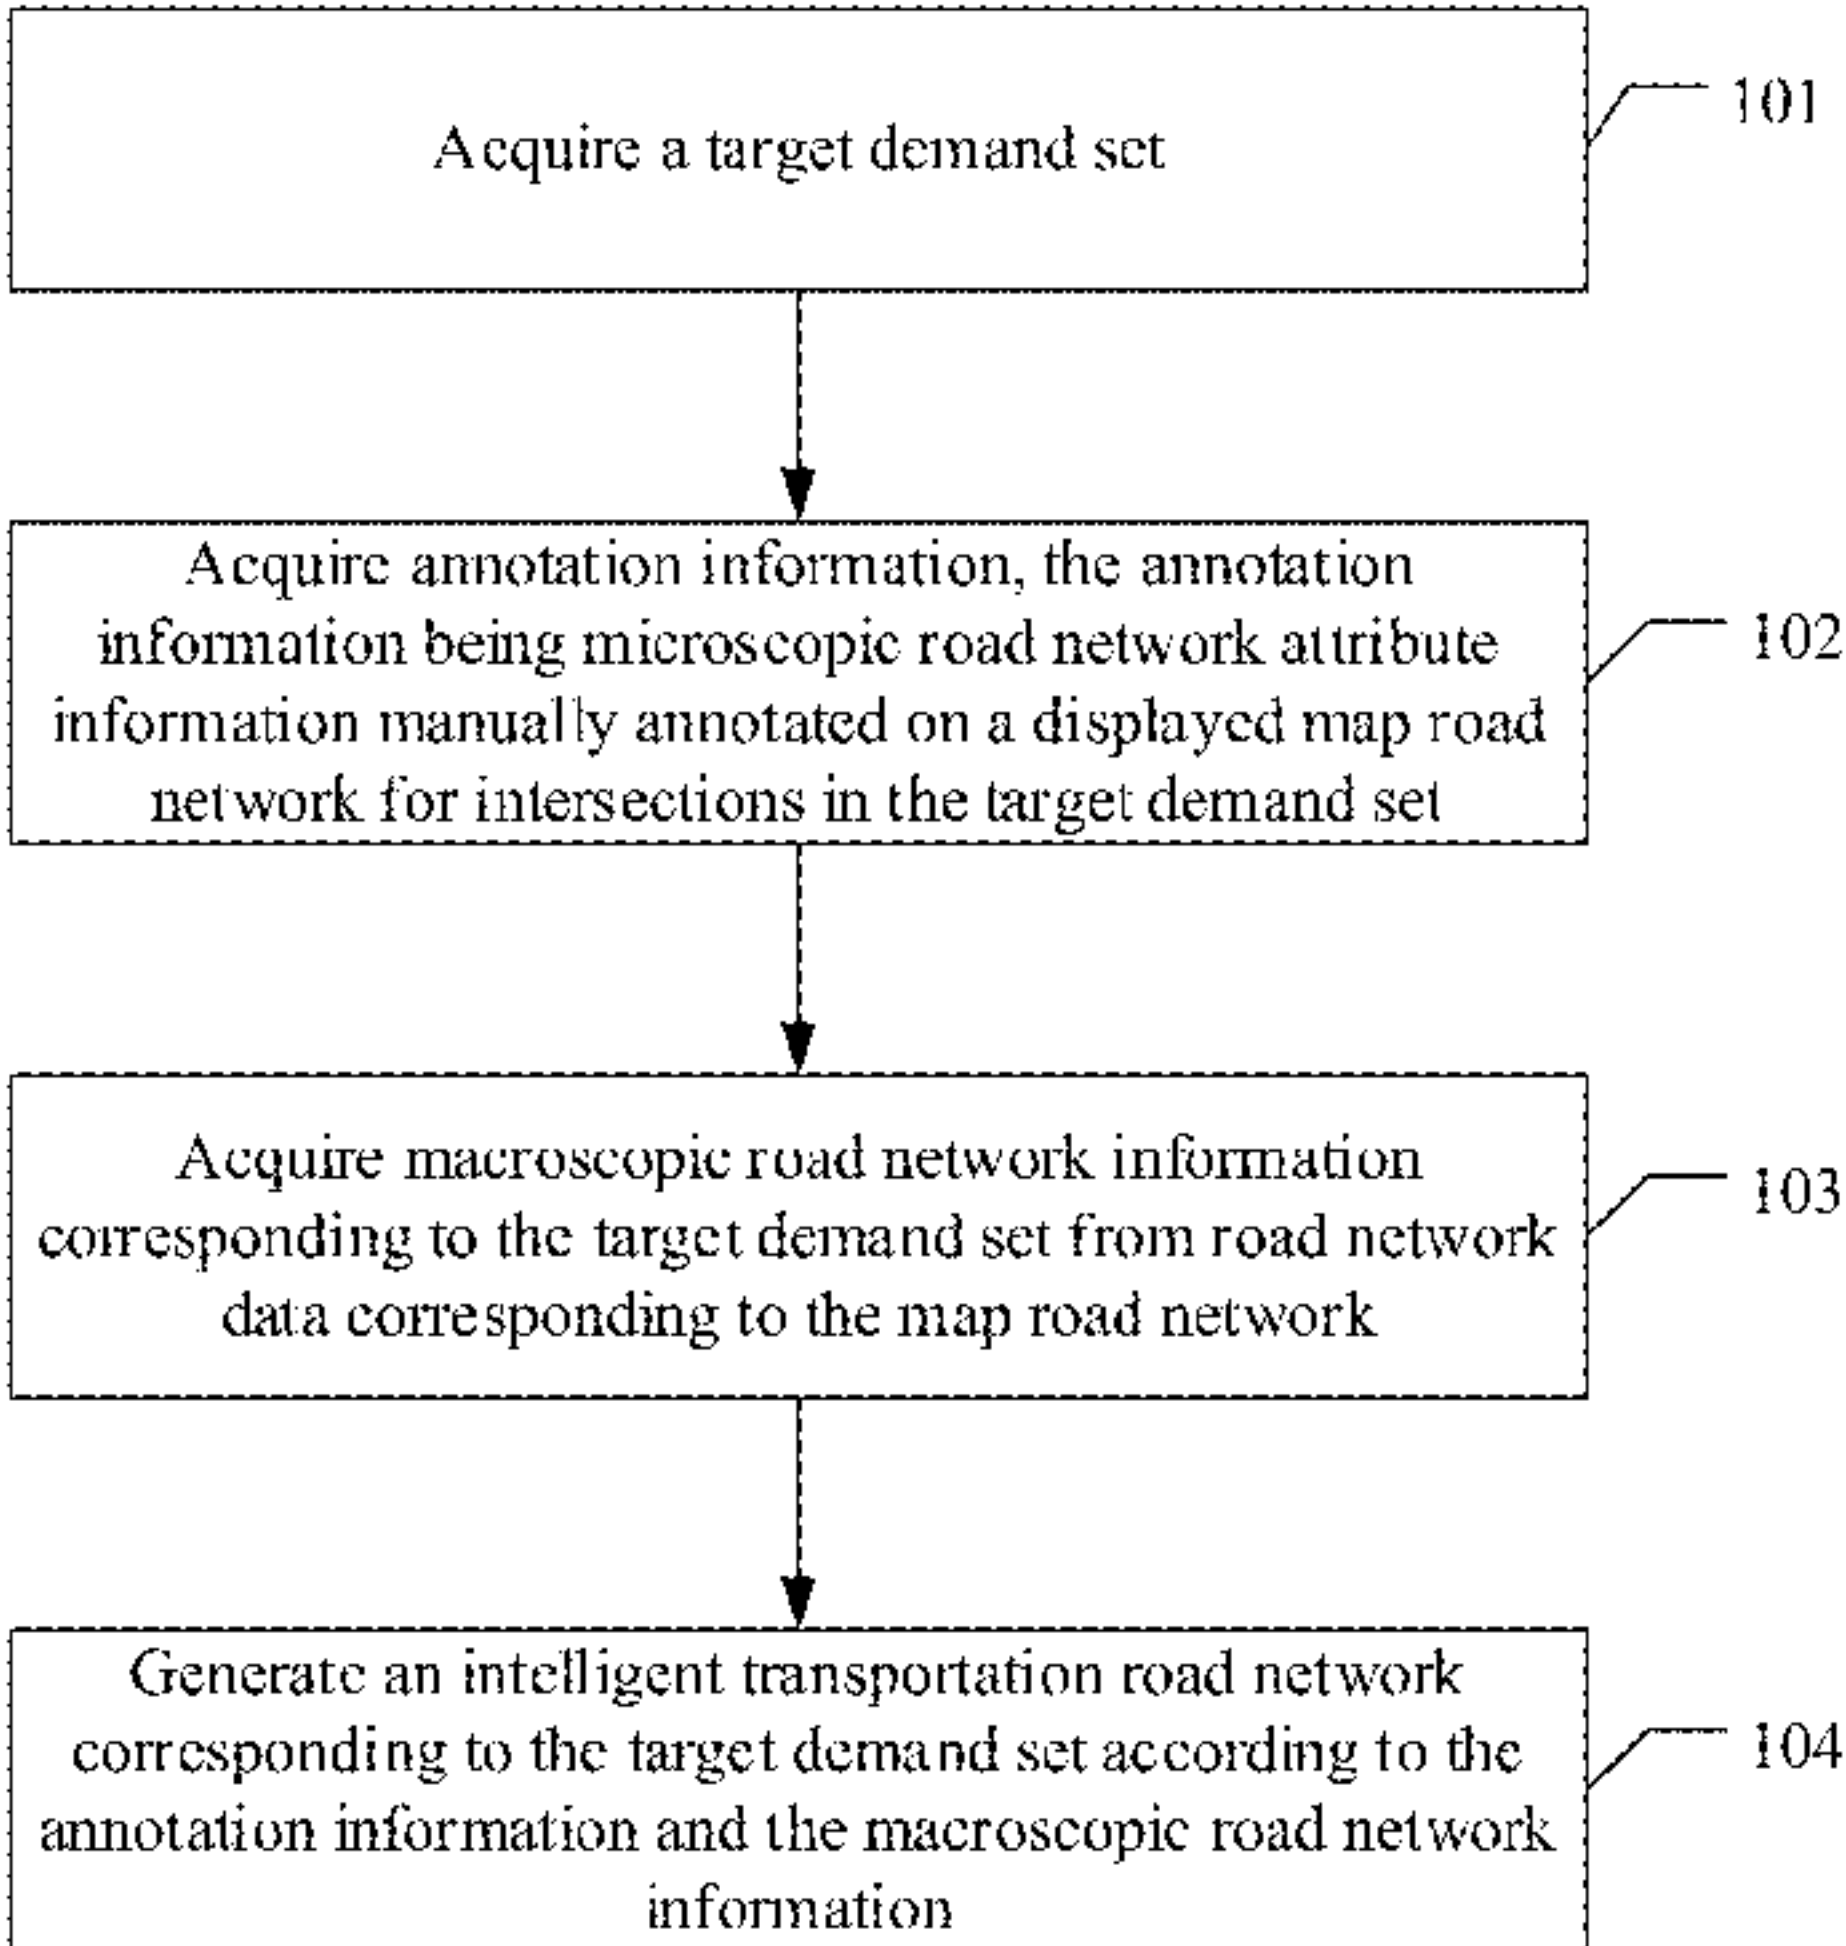 Acquire a target demand set
101
Acquire annotation information, the annotation
information being microscopic road network attribute
information manually annotated on a displayed map road
network for intersections in the target demand set
102
Acquire macroscopic road network information
corresponding to the target demand set from road network
data corresponding to the map road network
103
Generate an intelligent transportation road network
corresponding to the target demand set according to the
annotation information and the macroscopic road network
information
104